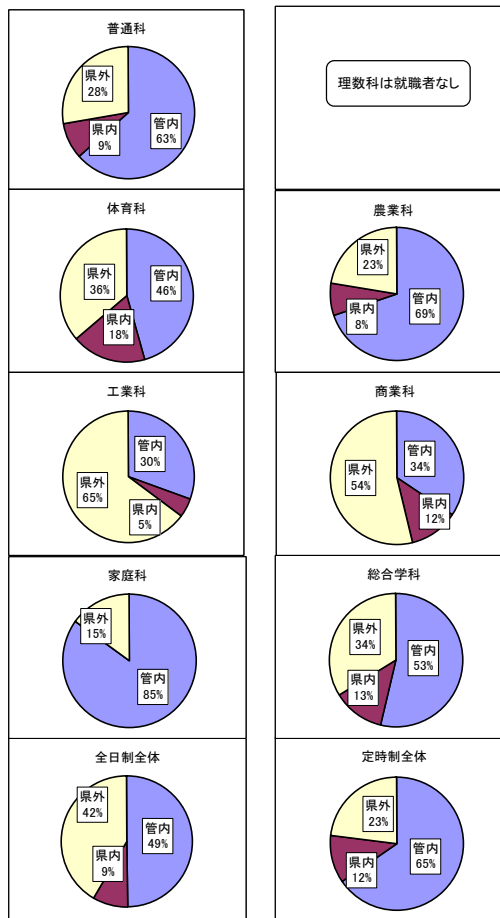 普通科
県外
28%
県内
9%
管内
63%
理数科は就職者なし
体育科
県外
36%
管内
46%
県内
18%
農業科
県外
23%
県内
8%
管内
69%
工業科
管内
30%
県外
65%
県内
5%
商業科
管内
34%
県外
54%
県内
12%
家庭科
県外
15%
管内
85%
総合学科
県外
34%
管内
53%
県内
13%
全日制全体
県外
42%
管内
49%
県内
9%
定時制全体
県外
23%
県内
12%
管内
65%